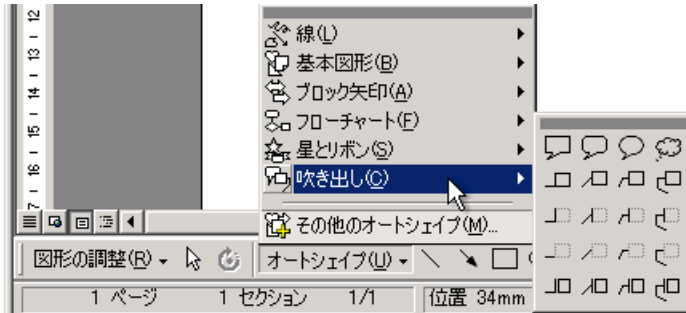 12
13
14
15
16
17
線(L)
基本図形(B)
ブロック矢印(A)
フローチャート(F)
星とリボン(S)
吹き出し(C)
その他のオートシェイプ(M)...
図形の調整(R)
オートシェイプ(U)
1 ページ 1 セクション 1/1 位置 34mm